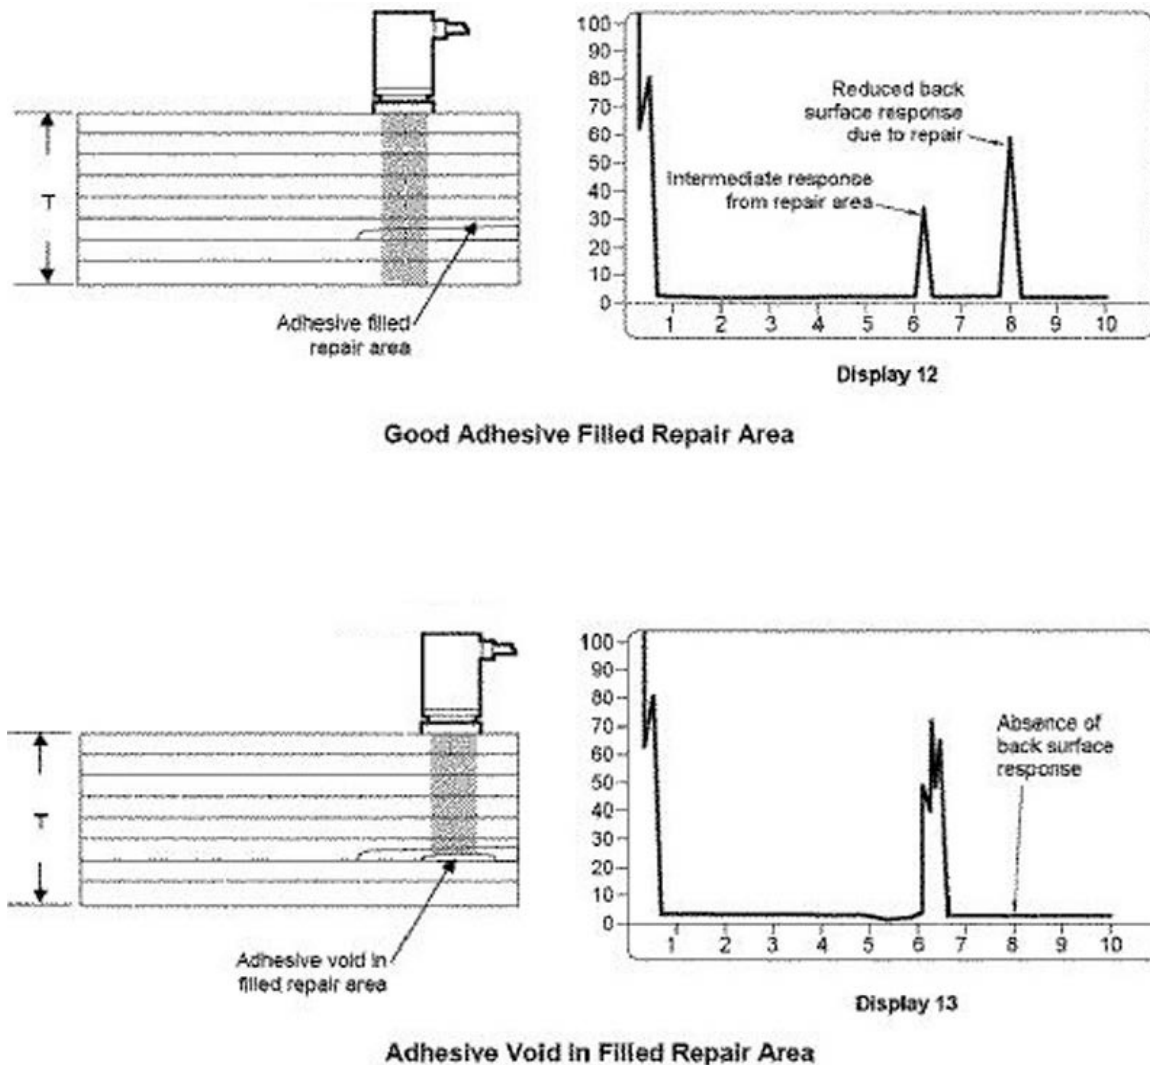 100
90
80
70
60
50
40
30
20
10
0
Reduced back
surface response
due to repair
Intermediate response
from repair area
T
Adhesive filled
repair area
1 2 3 4 5 6 7 8 9 10
Display 12
Good Adhesive Filled Repair Area
100
90
80
70
60
50
40
30
20
10
0
Absence of
back surface
response
T
Adhesive void in
filled repair area
1 2 3 4 5 6 7 8 9 10
Display 13
Adhesive Void in Filled Repair Area